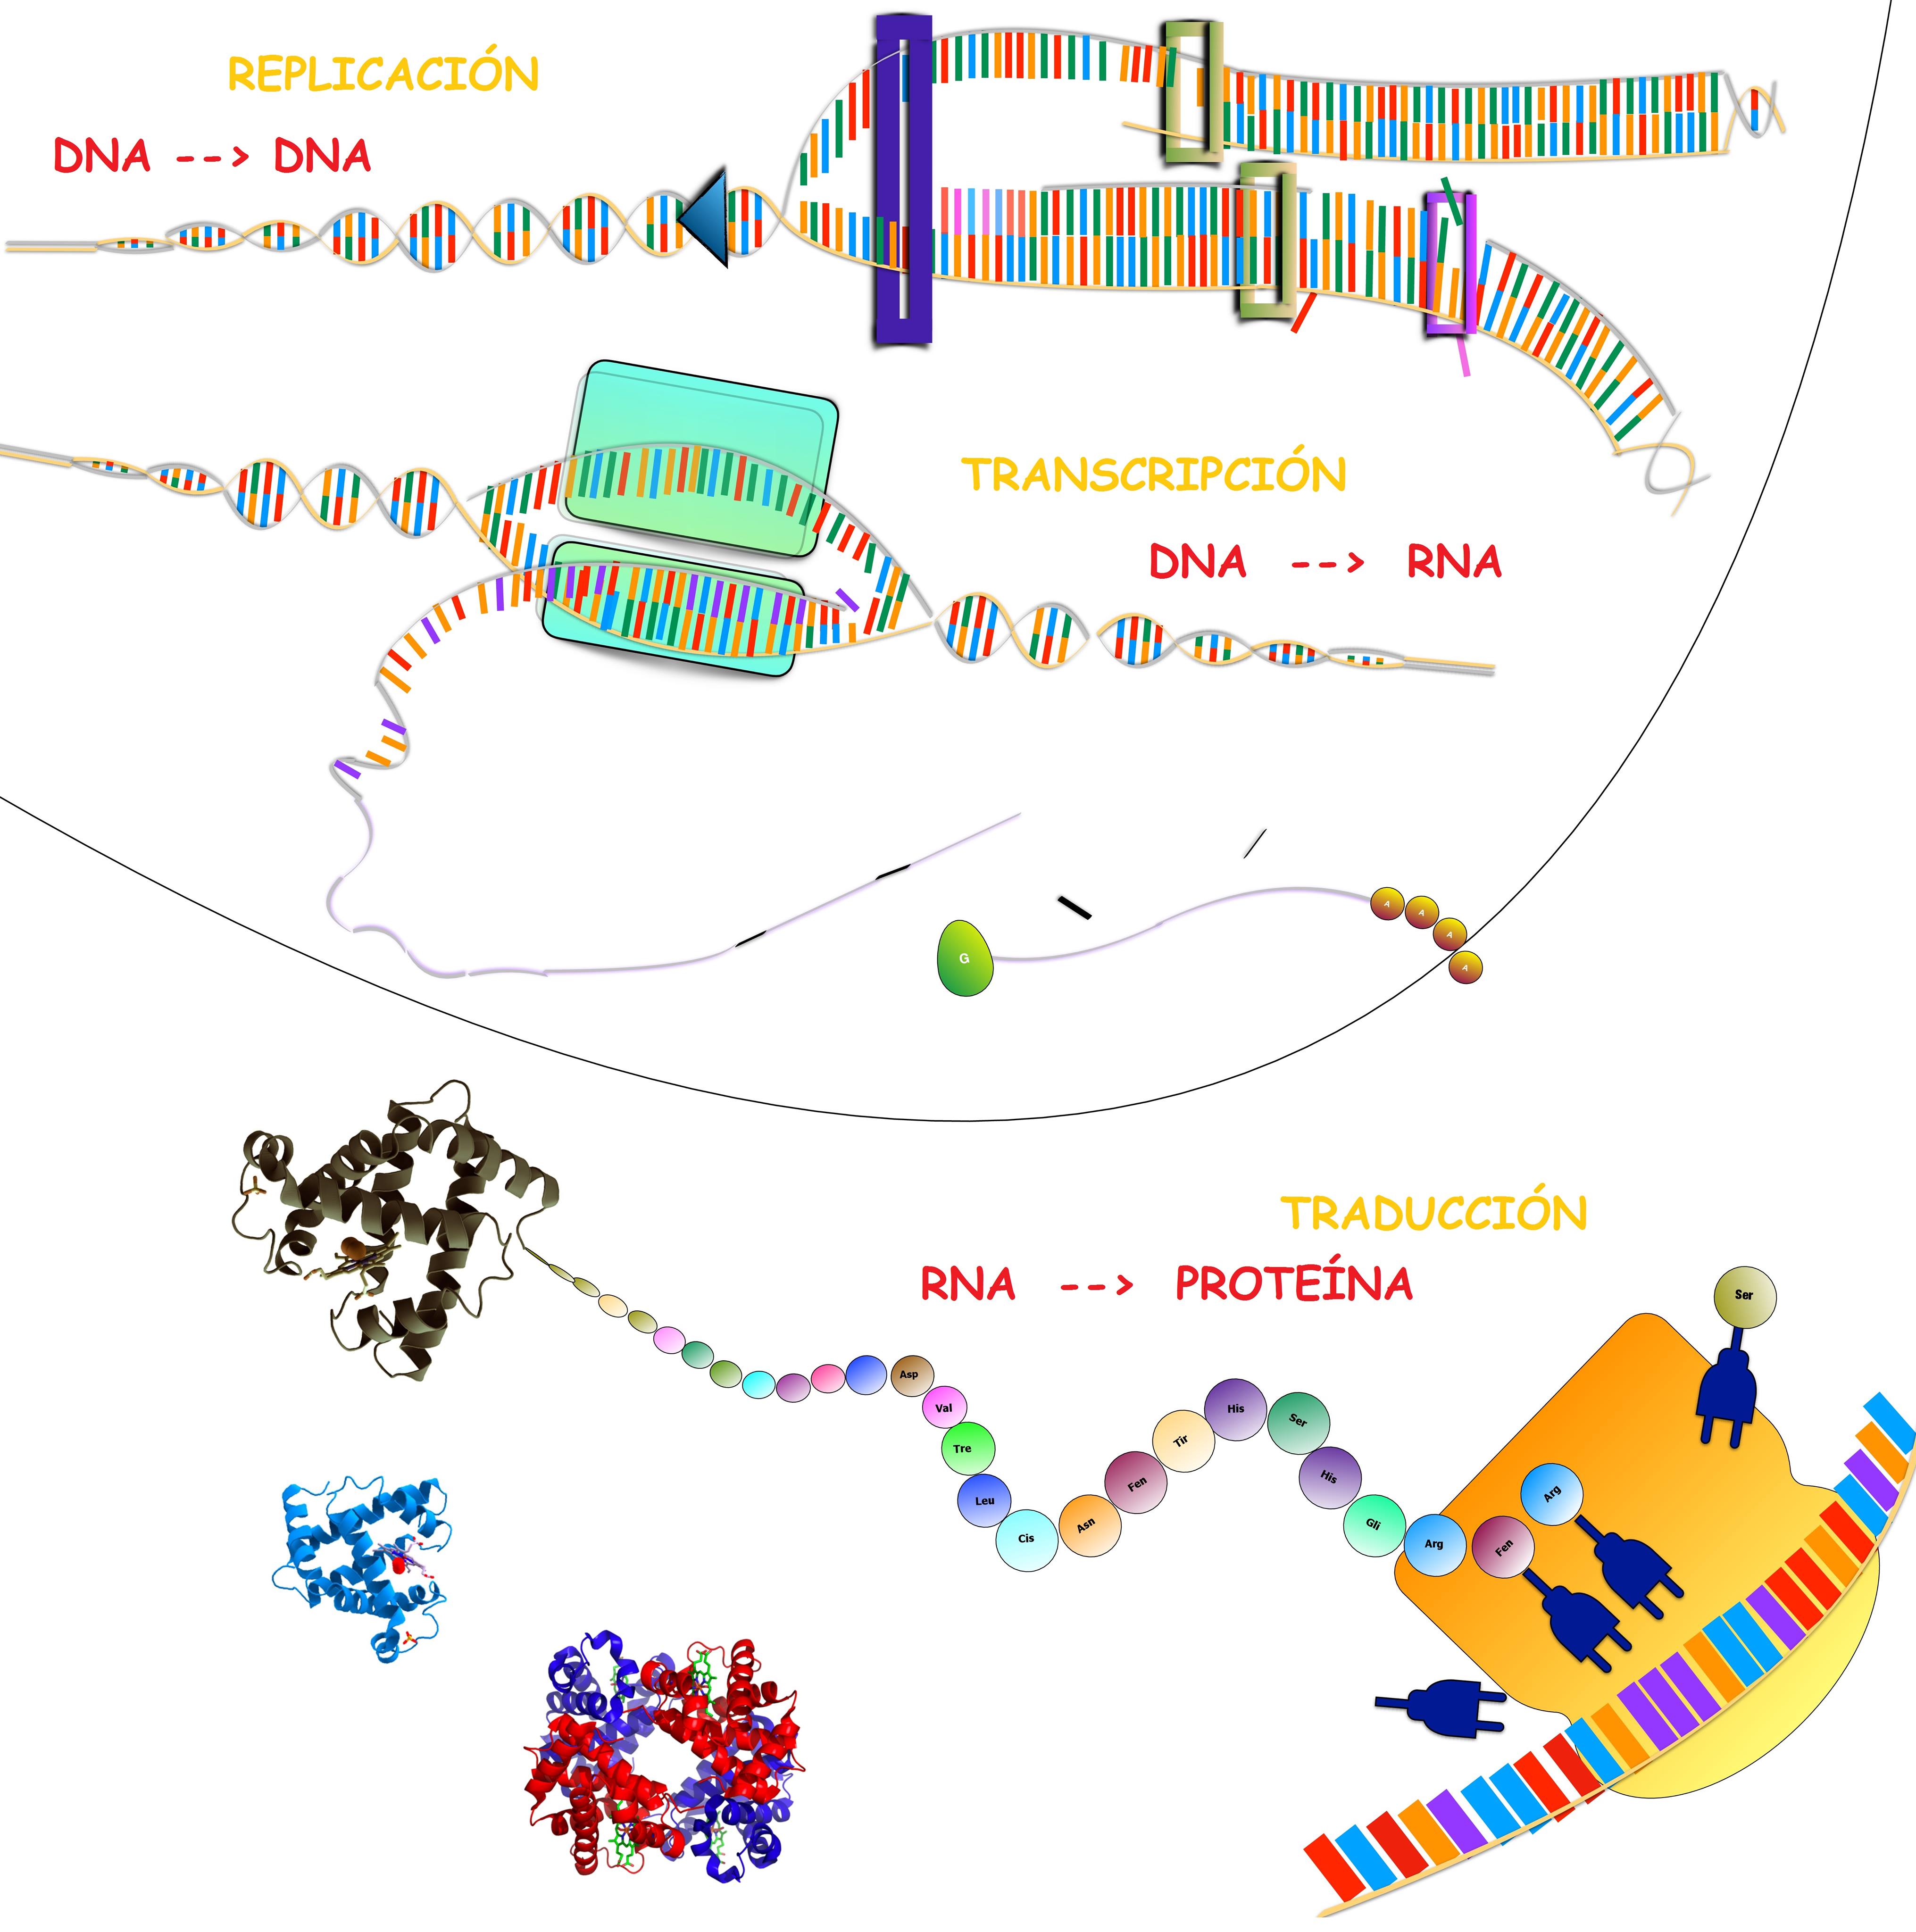 REPLICACIÓN
DNA --> DNA
TRANSCRIPCIÓN
DNA --> RNA
G
A
A
A
A
TRADUCCIÓN
RNA --> PROTEÍNA
Ser
Asp
Val
Tre
Leu
Cis
Asn
Fen
Tir
His
Ser
His
Gli
Arg
Fen
Arg